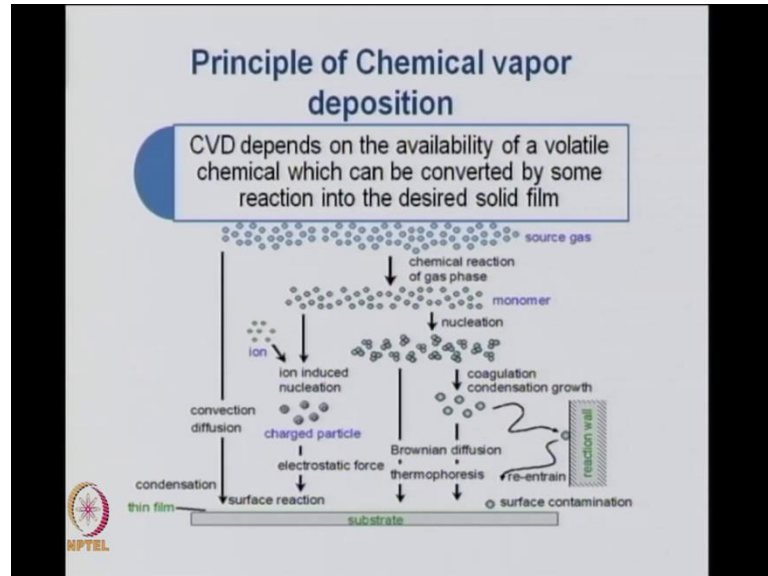 Principle of Chemical vapor
deposition
CVD depends on the availability of a volatile
chemical which can be converted by some
reaction into the desired solid film
source gas
chemical reaction
of gas phase
monomer
nucleation
ion
ion induced
nucleation
coagulation
condensation growth
convection
diffusion
charged particle
Brownian diffusion
reaction wall
electrostatic force
thermophoresis
re-entrain
condensation
surface reaction
surface contamination
thin film
substrate
NPTEL